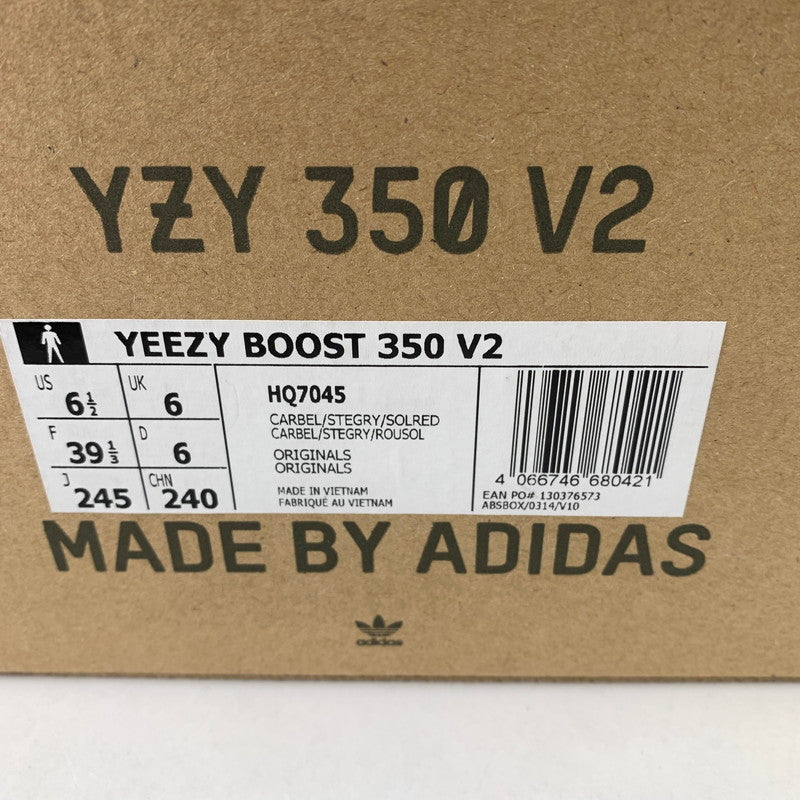 YZY 350 V2
YEEZY BOOST 350 V2
US 6½ UK 6
F 39⅓ D 6
J 245 CHN 240
HQ7045
CARBEL/STEGRY/SOLRED
CARBEL/STEGRY/ROUSOL
ORIGINALS
ORIGINALS
MADE IN VIETNAM
FABRIQUÉ AU VIETNAM
4 066746 680421
EAN PO# 130376573
ABSBOX/0314/V10
MADE BY ADIDAS
adidas